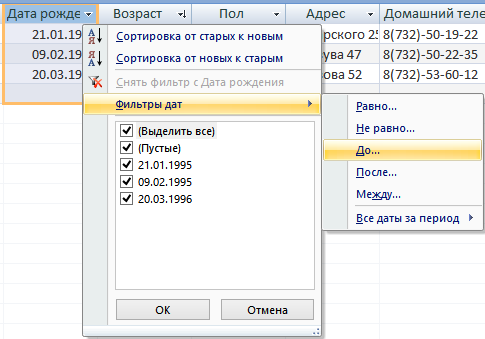 Дата рожде Возраст Пол Адрес Домашний теле
21.01.19 рского 25 8(732)-50-19-22
09.02.19 ува 47 8(732)-50-22-35
20.03.19 ова 52 8(732)-53-60-12
Сортировка от старых к новым
Сортировка от новых к старым
Снять фильтр с Дата рождения
Фильтры дат
(Выделить все)
(Пустые)
21.01.1995
09.02.1995
20.03.1996
ОК Отмена
Равно...
Не равно...
До...
После...
Между...
Все даты за период